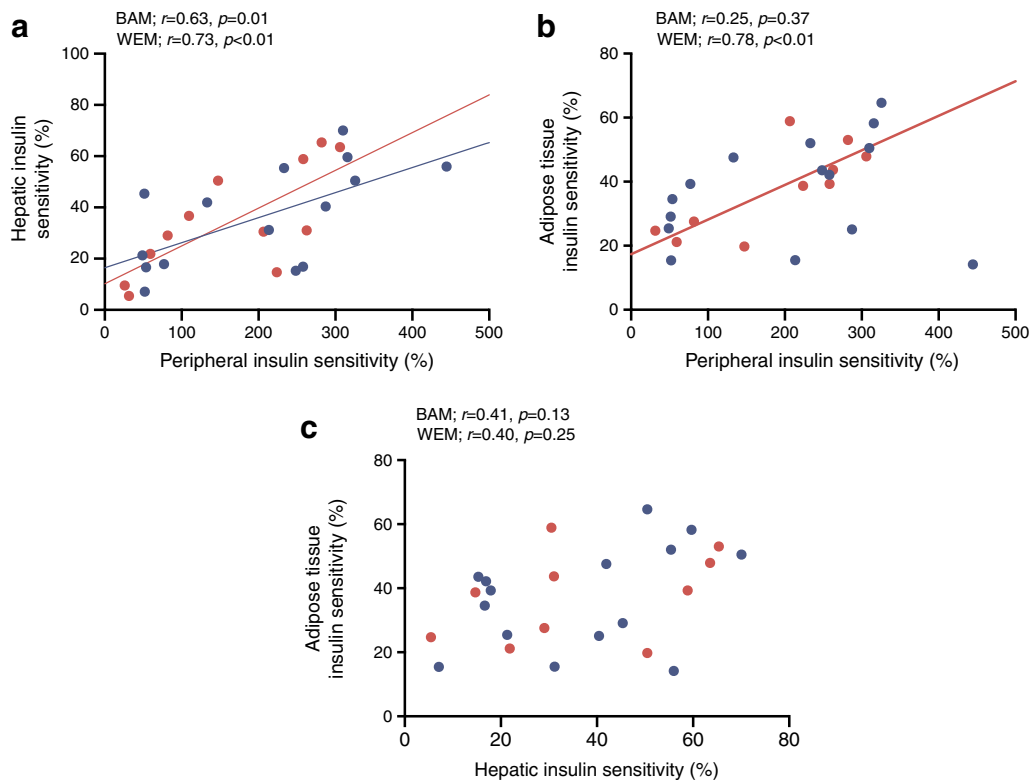 a
BAM; r=0.63, p=0.01
WEM; r=0.73, p<0.01
100
80
60
40
20
0
Hepatic insulin
sensitivity (%)
0 100 200 300 400 500
Peripheral insulin sensitivity (%)
b
BAM; r=0.25, p=0.37
WEM; r=0.78, p<0.01
80
60
40
20
0
Adipose tissue
insulin sensitivity (%)
0 100 200 300 400 500
Peripheral insulin sensitivity (%)
c
BAM; r=0.41, p=0.13
WEM; r=0.40, p=0.25
80
60
40
20
0
Adipose tissue
insulin sensitivity (%)
0 20 40 60 80
Hepatic insulin sensitivity (%)